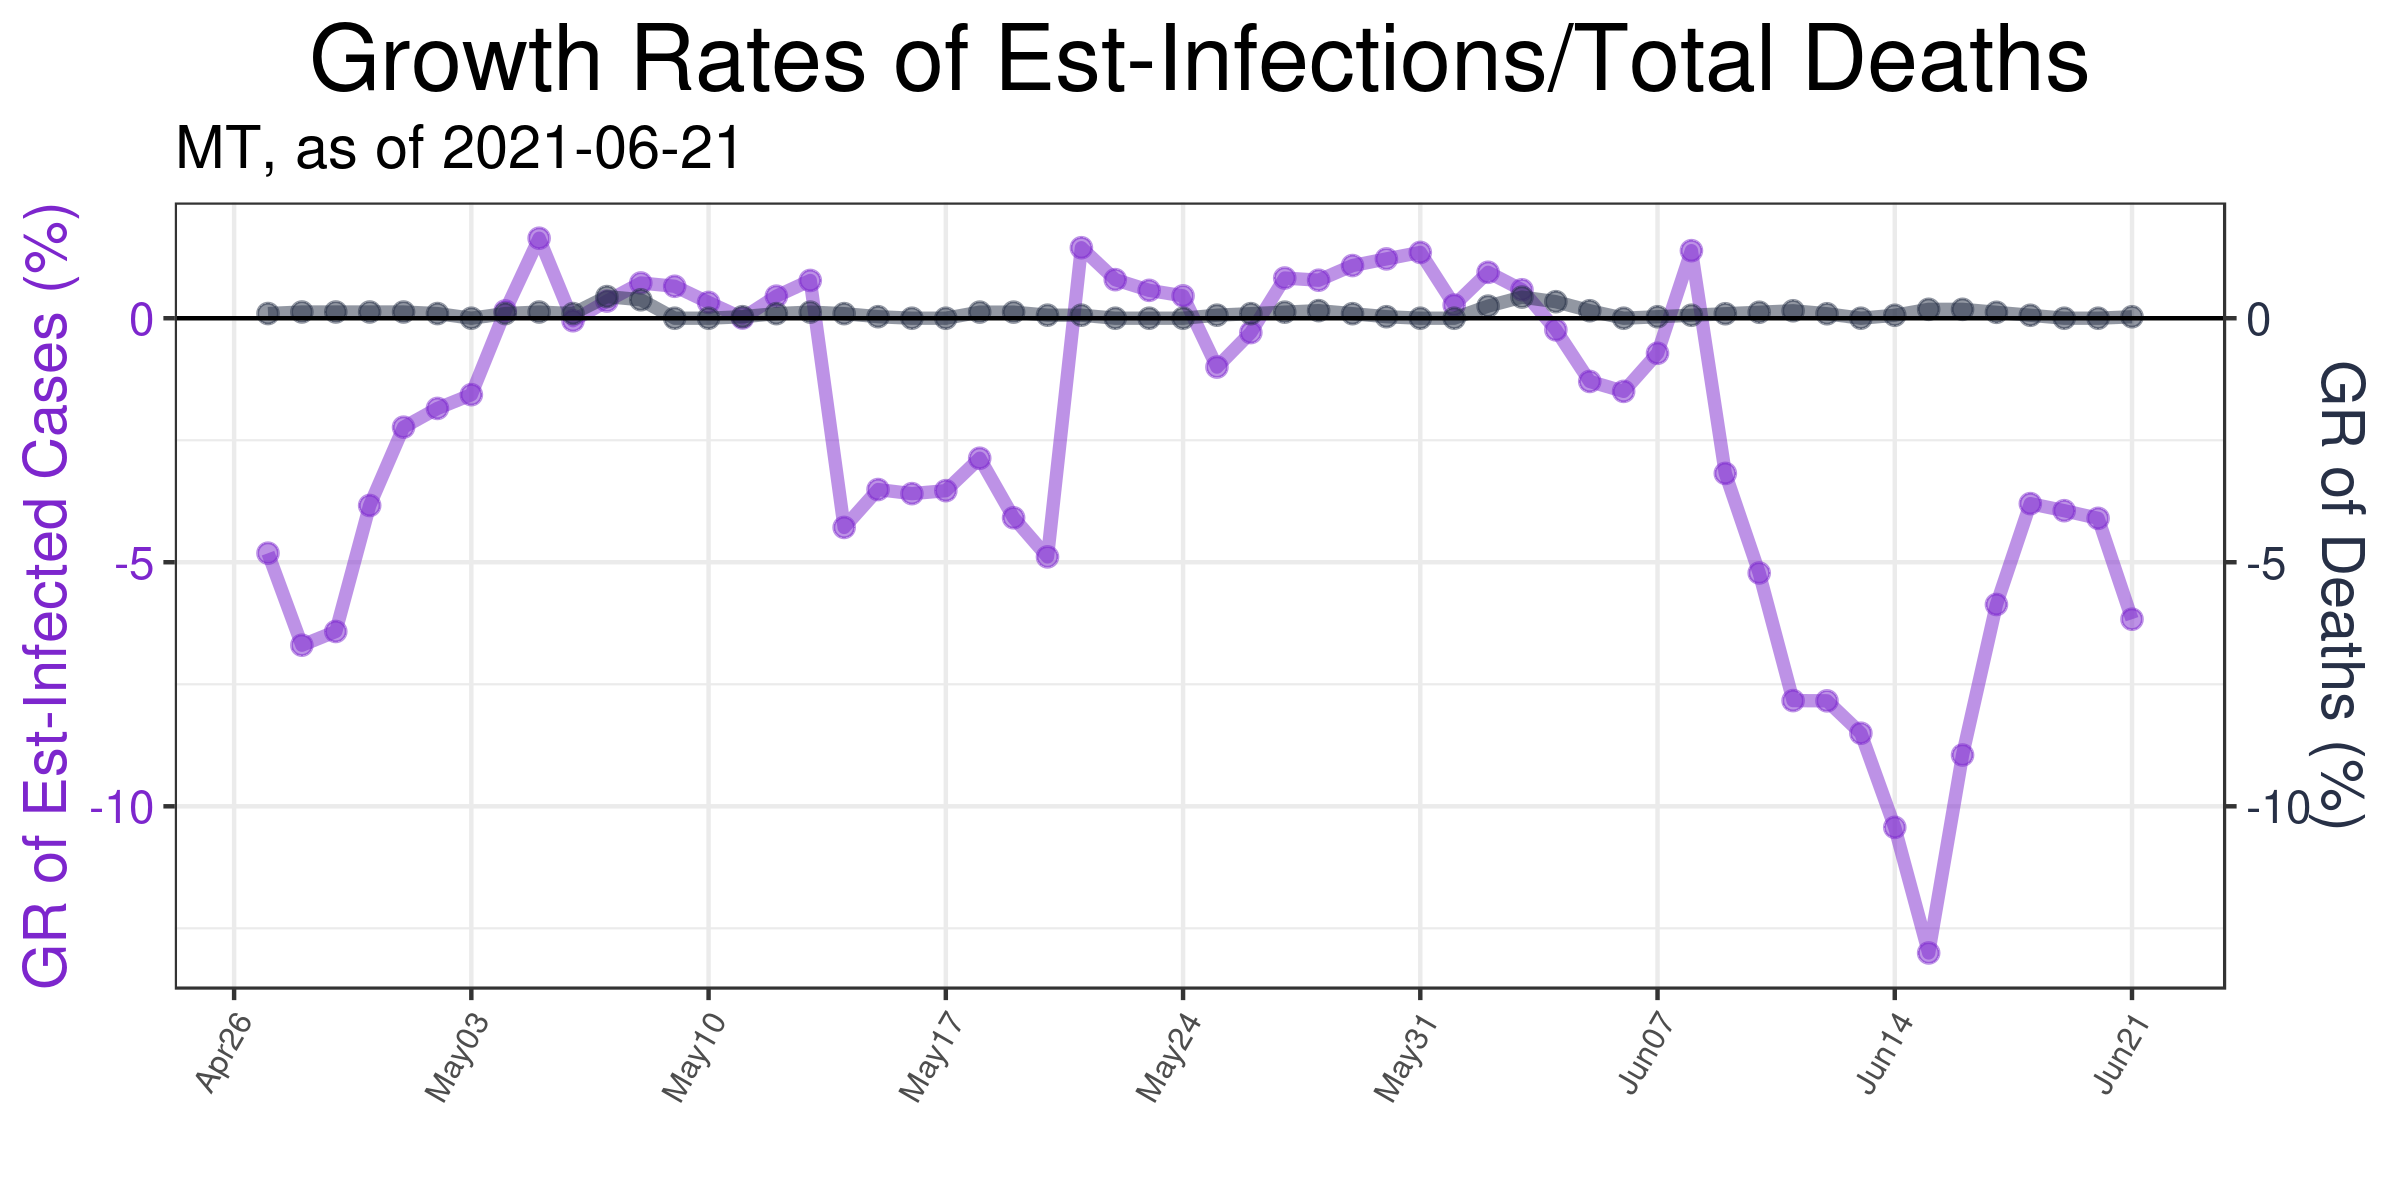 Growth Rates of Est-Infections/Total Deaths
MT, as of 2021-06-21
GR of Est-Infected Cases (%)
0
-5
-10
0
-5
-10
GR of Deaths (%)
Apr26
May03
May10
May17
May24
May31
Jun07
Jun14
Jun21